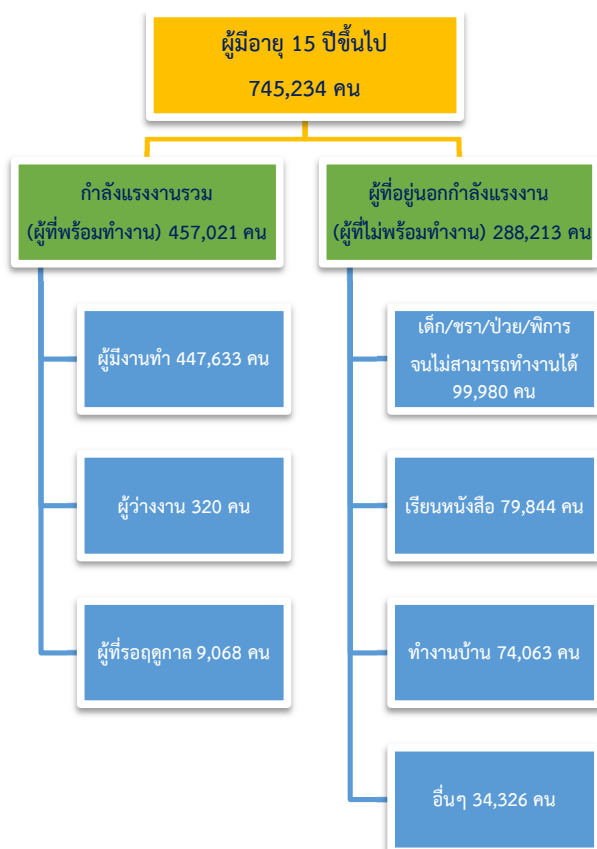 ผู้มีอายุ 15 ปีขึ้นไป
745,234 คน
กำลังแรงงานรวม
(ผู้ที่พร้อมทำงาน) 457,021 คน
ผู้ที่อยู่นอกกำลังแรงงาน
(ผู้ที่ไม่พร้อมทำงาน) 288,213 คน
ผู้มีงานทำ 447,633 คน
ผู้ว่างงาน 320 คน
ผู้ที่รอฤดูกาล 9,068 คน
เด็ก/ชรา/ป่วย/พิการ
จนไม่สามารถทำงานได้
99,980 คน
เรียนหนังสือ 79,844 คน
ทำงานบ้าน 74,063 คน
อื่นๆ 34,326 คน